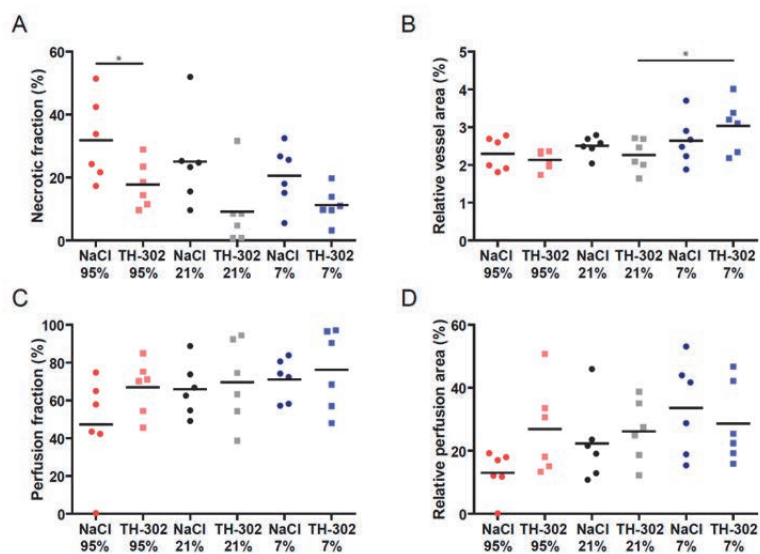 A
Necrotic fraction (%)
60
40
20
0
*
NaCl TH-302 NaCl TH-302 NaCl TH-302
95% 95% 21% 21% 7% 7%
B
Relative vessel area (%)
5
4
3
2
1
0
*
NaCl TH-302 NaCl TH-302 NaCl TH-302
95% 95% 21% 21% 7% 7%
C
Perfusion fraction (%)
100
80
60
40
20
0
NaCl TH-302 NaCl TH-302 NaCl TH-302
95% 95% 21% 21% 7% 7%
D
Relative perfusion area (%)
60
40
20
0
NaCl TH-302 NaCl TH-302 NaCl TH-302
95% 95% 21% 21% 7% 7%